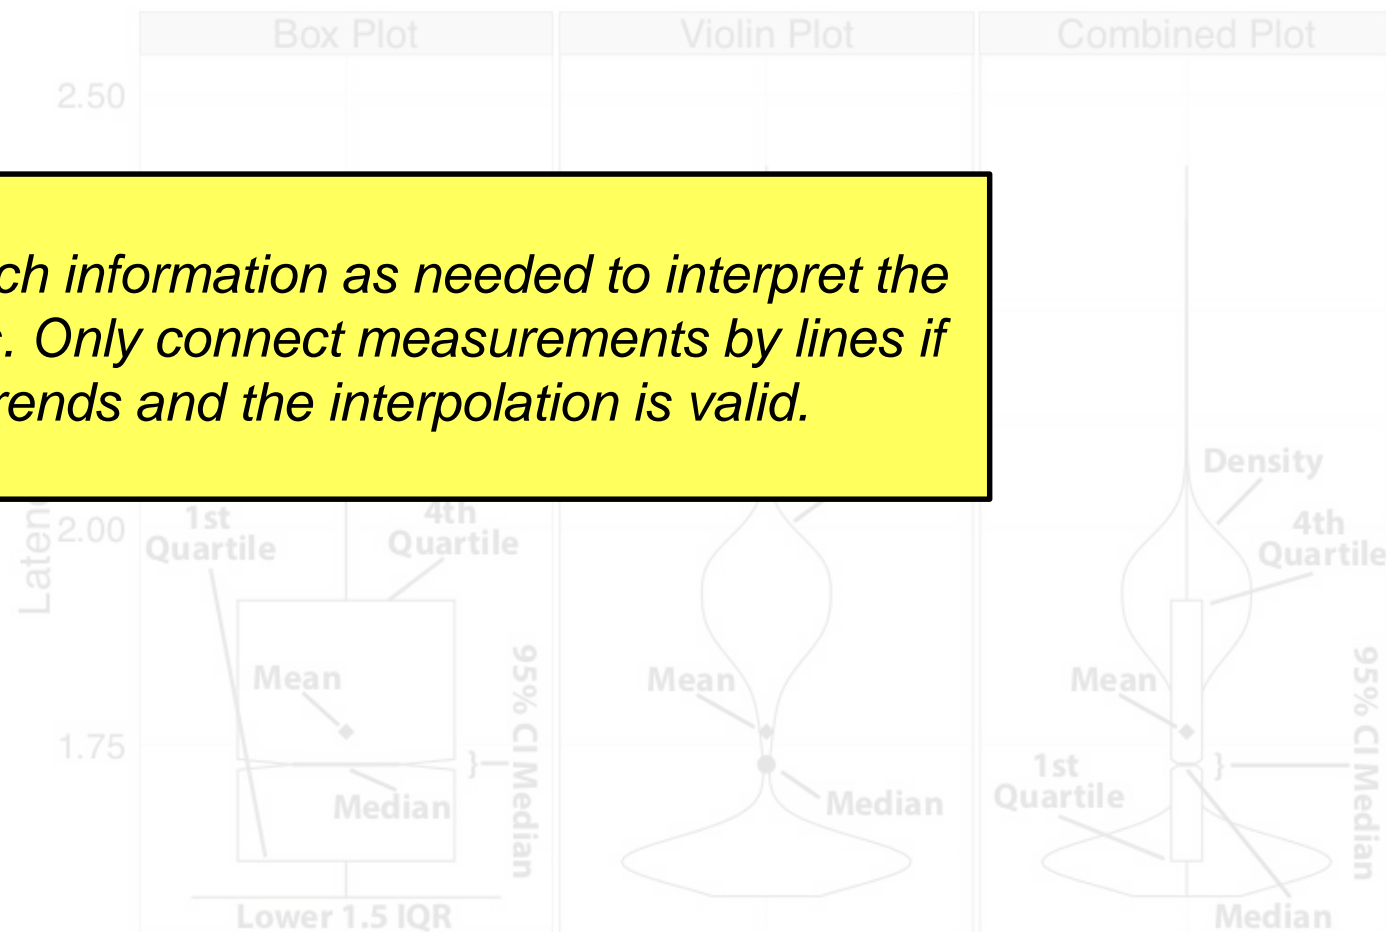 Box Plot Violin Plot Combined Plot
2.50
ch information as needed to interpret the
. Only connect measurements by lines if
rends and the interpolation is valid.
Density
Laten
2.00
1st
Quartile
4th
Quartile
4th
Quartile
Mean
95% CI Median
Mean
Mean
95% CI Median
1.75
}
}
1st
Quartile
Median
Median
Lower 1.5 IQR
Median